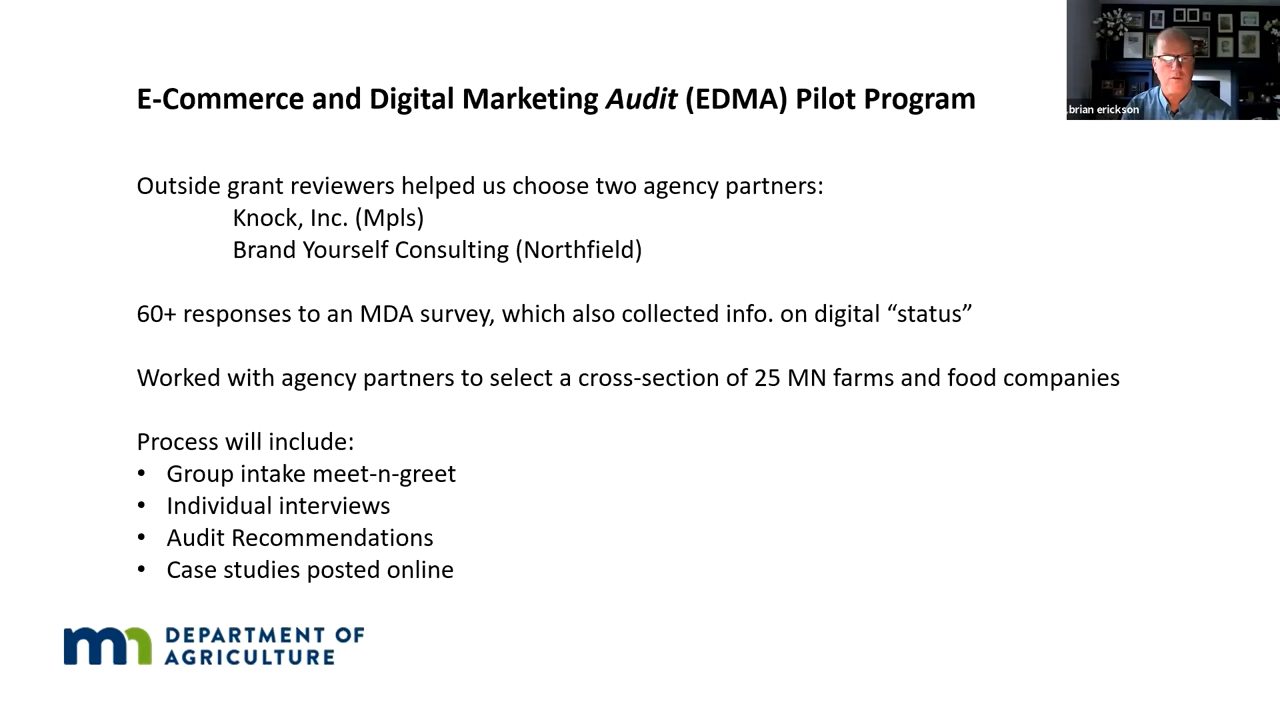 E-Commerce and Digital Marketing Audit (EDMA) Pilot Program
brian erickson
Outside grant reviewers helped us choose two agency partners:
Knock, Inc. (Mpls)
Brand Yourself Consulting (Northfield)
60+ responses to an MDA survey, which also collected info. on digital “status”
Worked with agency partners to select a cross-section of 25 MN farms and food companies
Process will include:
• Group intake meet-n-greet
• Individual interviews
• Audit Recommendations
• Case studies posted online
mn DEPARTMENT OF
AGRICULTURE